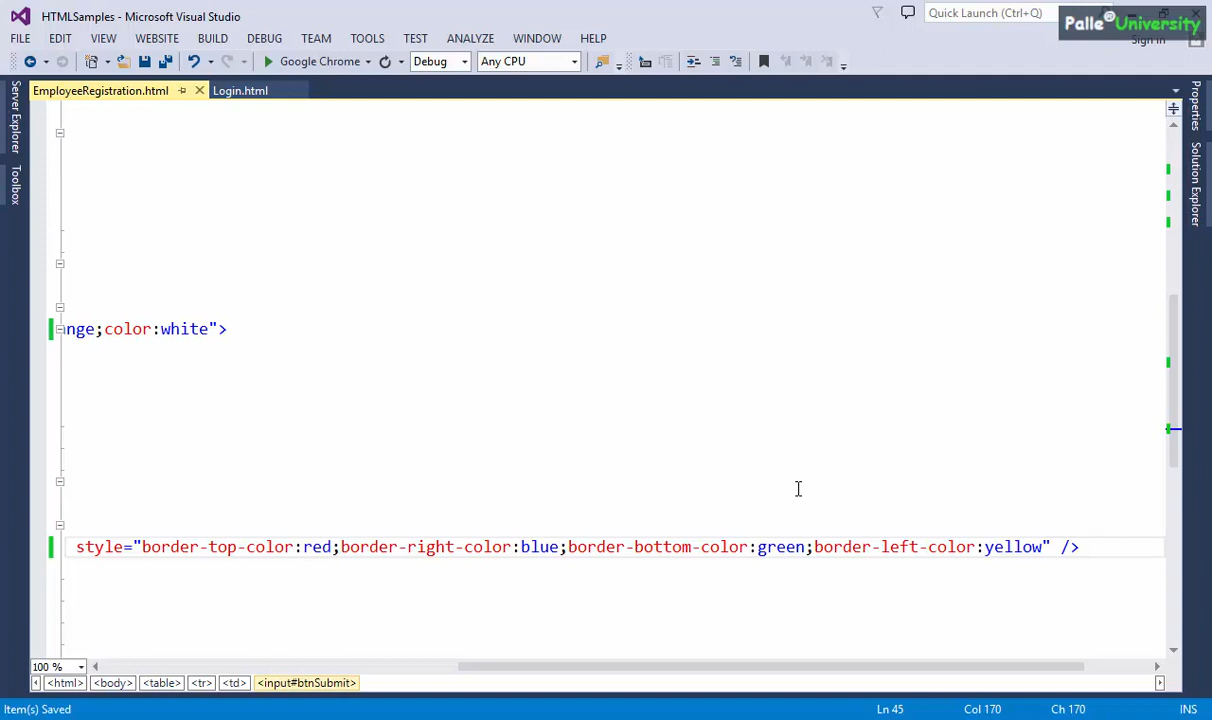 HTMLSamples - Microsoft Visual Studio
Quick Launch (Ctrl+Q)
Palle® University
FILE EDIT VIEW WEBSITE BUILD DEBUG TEAM TOOLS TEST ANALYZE WINDOW HELP
Sign in
Google Chrome Debug Any CPU
EmployeeRegistration.html Login.html
Server Explorer
Toolbox
Properties
Solution Explorer
nge;color:white">
style="border-top-color:red;border-right-color:blue;border-bottom-color:green;border-left-color:yellow" />
100 %
<html> <body> <table> <tr> <td> <input#btnSubmit>
Item(s) Saved Ln 45 Col 170 Ch 170 INS